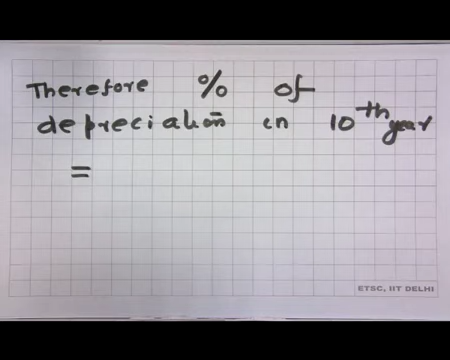 Therefore % of
depreciation in 10th year
=
ETSC, IIT DELHI